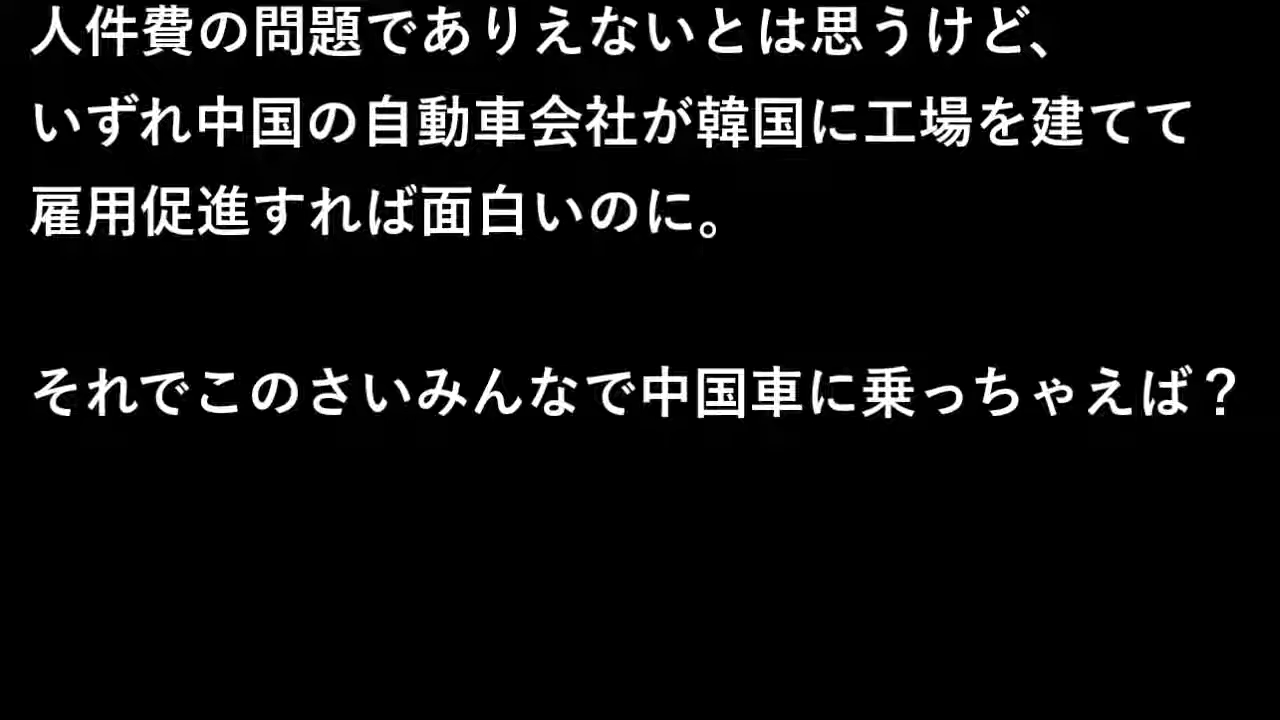 人件費の問題でありえないとは思うけど、
いずれ中国の自動車会社が韓国に工場を建てて
雇用促進すれば面白いのに。
それでこのさいみんなで中国車に乗っちゃえば？